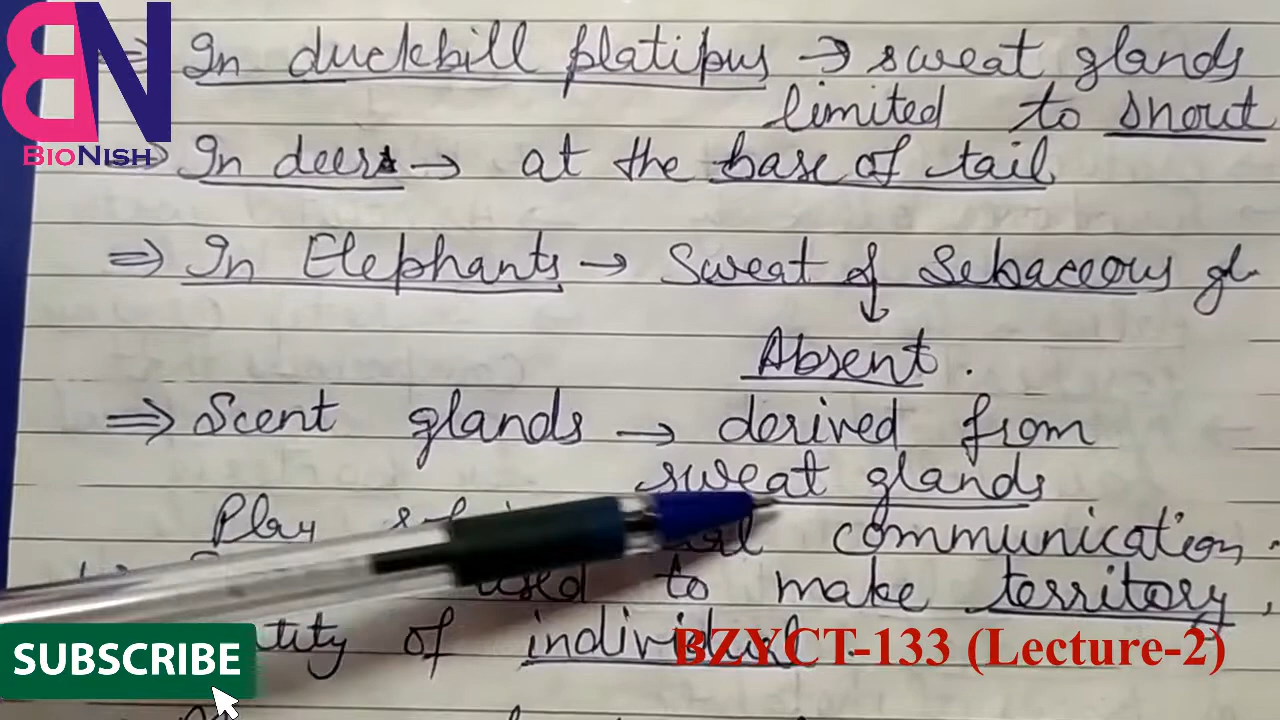 ⇒ In duckbill platipus → sweat glands
limited to snout
⇒ In deers → at the base of tail
⇒ In Elephants → Sweat & Sebaceous gl
↓
Absent.
⇒ Scent glands → derived from
sweat glands
Play communication.
used to make territory,
of individual.
BN
BIONISH
SUBSCRIBE
BZYCT-133 (Lecture-2)